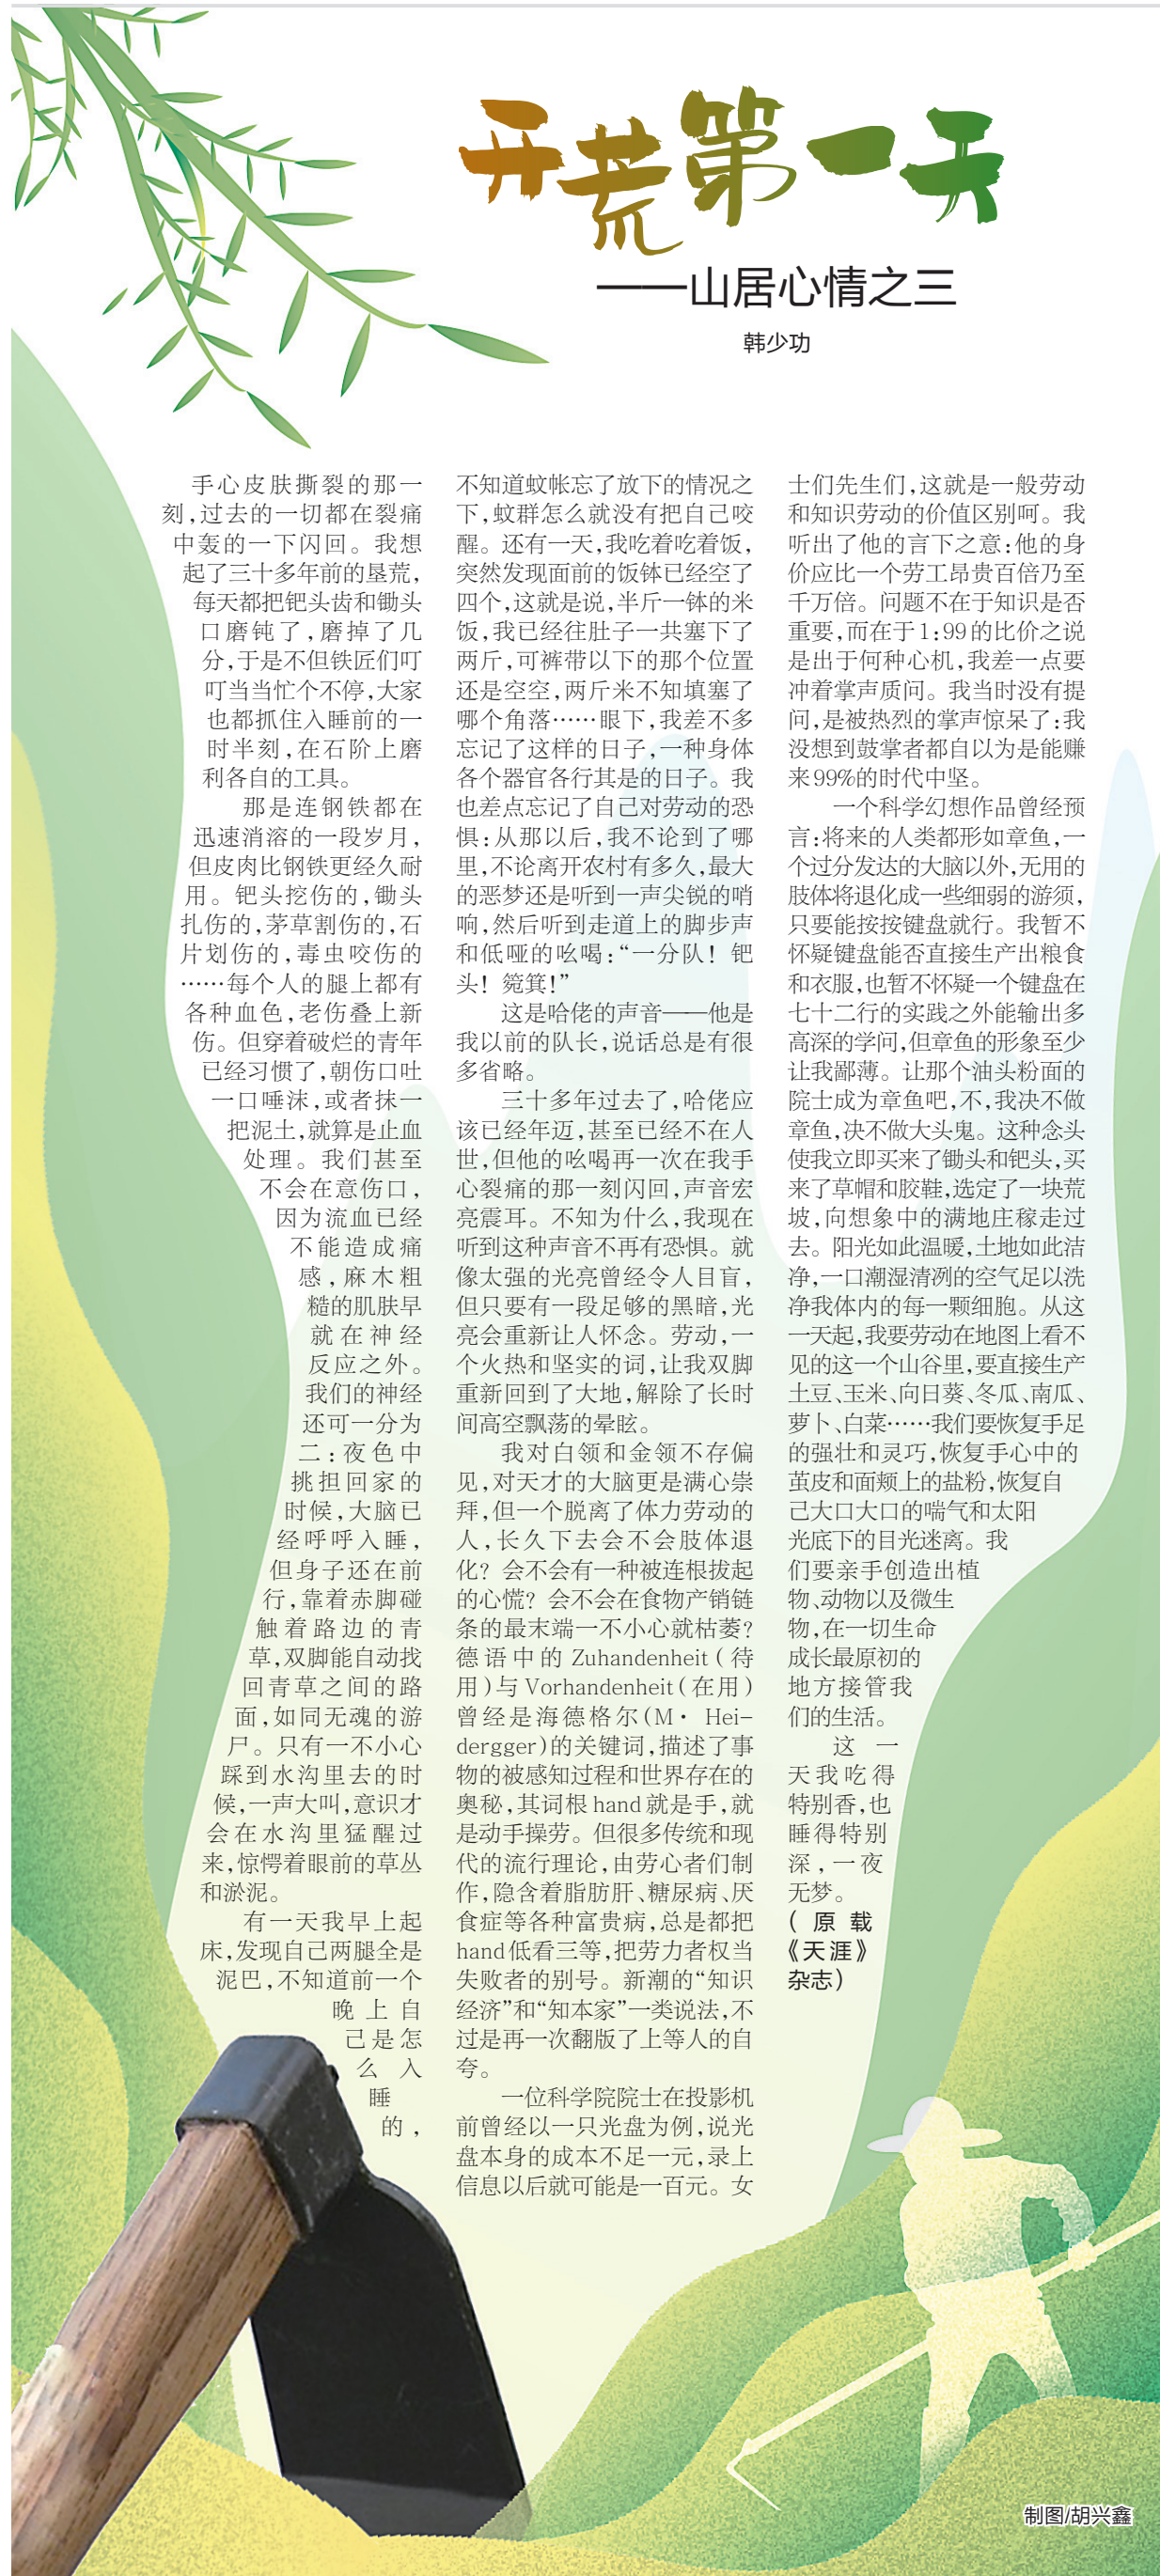 开荒第一天
——山居心情之三
韩少功
手心皮肤撕裂的那一
刻,过去的一切都在裂痛
中轰的一下闪回。我想
起了三十多年前的垦荒,
每天都把钯头齿和锄头
口磨钝了,磨掉了几
分,于是不但铁匠们叮
叮当当忙个不停,大家
也都抓住入睡前的一
时半刻,在石阶上磨
利各自的工具。
那是连钢铁都在
迅速消溶的一段岁月,
但皮肉比钢铁更经久耐
用。钯头挖伤的,锄头
扎伤的,茅草割伤的,石
片划伤的,毒虫咬伤的
……每个人的腿上都有
各种血色,老伤叠上新
伤。但穿着破烂的青年
已经习惯了,朝伤口吐
一口唾沫,或者抹一
把泥土,就算是止血
处理。我们甚至
不会在意伤口,
因为流血已经
不能造成痛
感,麻木粗
糙的肌肤早
就在神经
反应之外。
我们的神经
还可一分为
二:夜色中
挑担回家的
时候,大脑已
经呼呼入睡,
但身子还在前
行,靠着赤脚碰
触着路边的青
草,双脚能自动找
回青草之间的路
面,如同无魂的游
尸。只有一不小心
踩到水沟里去的时
候,一声大叫,意识才
会在水沟里猛醒过
来,惊愕着眼前的草丛
和淤泥。
有一天我早上起
床,发现自己两腿全是
泥巴,不知道前一个
晚上自
己是怎
么入
睡
的,
不知道蚊帐忘了放下的情况之
下,蚊群怎么就没有把自己咬
醒。还有一天,我吃着吃着饭,
突然发现面前的饭钵已经空了
四个,这就是说,半斤一钵的米
饭,我已经往肚子一共塞下了
两斤,可裤带以下的那个位置
还是空空,两斤米不知填塞了
哪个角落……眼下,我差不多
忘记了这样的日子,一种身体
各个器官各行其是的日子。我
也差点忘记了自己对劳动的恐
惧:从那以后,我不论到了哪
里,不论离开农村有多久,最大
的恶梦还是听到一声尖锐的哨
响,然后听到走道上的脚步声
和低哑的吆喝:“一分队!钯
头!箢箕!”
这是哈佬的声音——他是
我以前的队长,说话总是有很
多省略。
三十多年过去了,哈佬应
该已经年迈,甚至已经不在人
世,但他的吆喝再一次在我手
心裂痛的那一刻闪回,声音宏
亮震耳。不知为什么,我现在
听到这种声音不再有恐惧。就
像太强的光亮曾经令人目盲,
但只要有一段足够的黑暗,光
亮会重新让人怀念。劳动,一
个火热和坚实的词,让我双脚
重新回到了大地,解除了长时
间高空飘荡的晕眩。
我对白领和金领不存偏
见,对天才的大脑更是满心崇
拜,但一个脱离了体力劳动的
人,长久下去会不会肢体退
化?会不会有一种被连根拔起
的心慌?会不会在食物产销链
条的最末端一不小心就枯萎?
德语中的 Zuhandenheit(待
用)与 Vorhandenheit(在用)
曾经是海德格尔(M· Hei-
dergger)的关键词,描述了事
物的被感知过程和世界存在的
奥秘,其词根 hand 就是手,就
是动手操劳。但很多传统和现
代的流行理论,由劳心者们制
作,隐含着脂肪肝、糖尿病、厌
食症等各种富贵病,总是都把
hand低看三等,把劳力者权当
失败者的别号。新潮的“知识
经济”和“知本家”一类说法,不
过是再一次翻版了上等人的自
夸。
一位科学院院士在投影机
前曾经以一只光盘为例,说光
盘本身的成本不足一元,录上
信息以后就可能是一百元。女
士们先生们,这就是一般劳动
和知识劳动的价值区别呵。我
听出了他的言下之意:他的身
价应比一个劳工昂贵百倍乃至
千万倍。问题不在于知识是否
重要,而在于1:99的比价之说
是出于何种心机,我差一点要
冲着掌声质问。我当时没有提
问,是被热烈的掌声惊呆了:我
没想到鼓掌者都自以为是能赚
来99%的时代中坚。
一个科学幻想作品曾经预
言:将来的人类都形如章鱼,一
个过分发达的大脑以外,无用的
肢体将退化成一些细弱的游须,
只要能按按键盘就行。我暂不
怀疑键盘能否直接生产出粮食
和衣服,也暂不怀疑一个键盘在
七十二行的实践之外能输出多
高深的学问,但章鱼的形象至少
让我鄙薄。让那个油头粉面的
院士成为章鱼吧,不,我决不做
章鱼,决不做大头鬼。这种念头
使我立即买来了锄头和钯头,买
来了草帽和胶鞋,选定了一块荒
坡,向想象中的满地庄稼走过
去。阳光如此温暖,土地如此洁
净,一口潮湿清冽的空气足以洗
净我体内的每一颗细胞。从这
一天起,我要劳动在地图上看不
见的这一个山谷里,要直接生产
土豆、玉米、向日葵、冬瓜、南瓜、
萝卜、白菜……我们要恢复手足
的强壮和灵巧,恢复手心中的
茧皮和面颊上的盐粉,恢复自
己大口大口的喘气和太阳
光底下的目光迷离。我
们要亲手创造出植
物、动物以及微生
物,在一切生命
成长最原初的
地方接管我
们的生活。
这一
天我吃得
特别香,也
睡得特别
深,一夜
无梦。
(原载
《天涯》
杂志)
制图/胡兴鑫